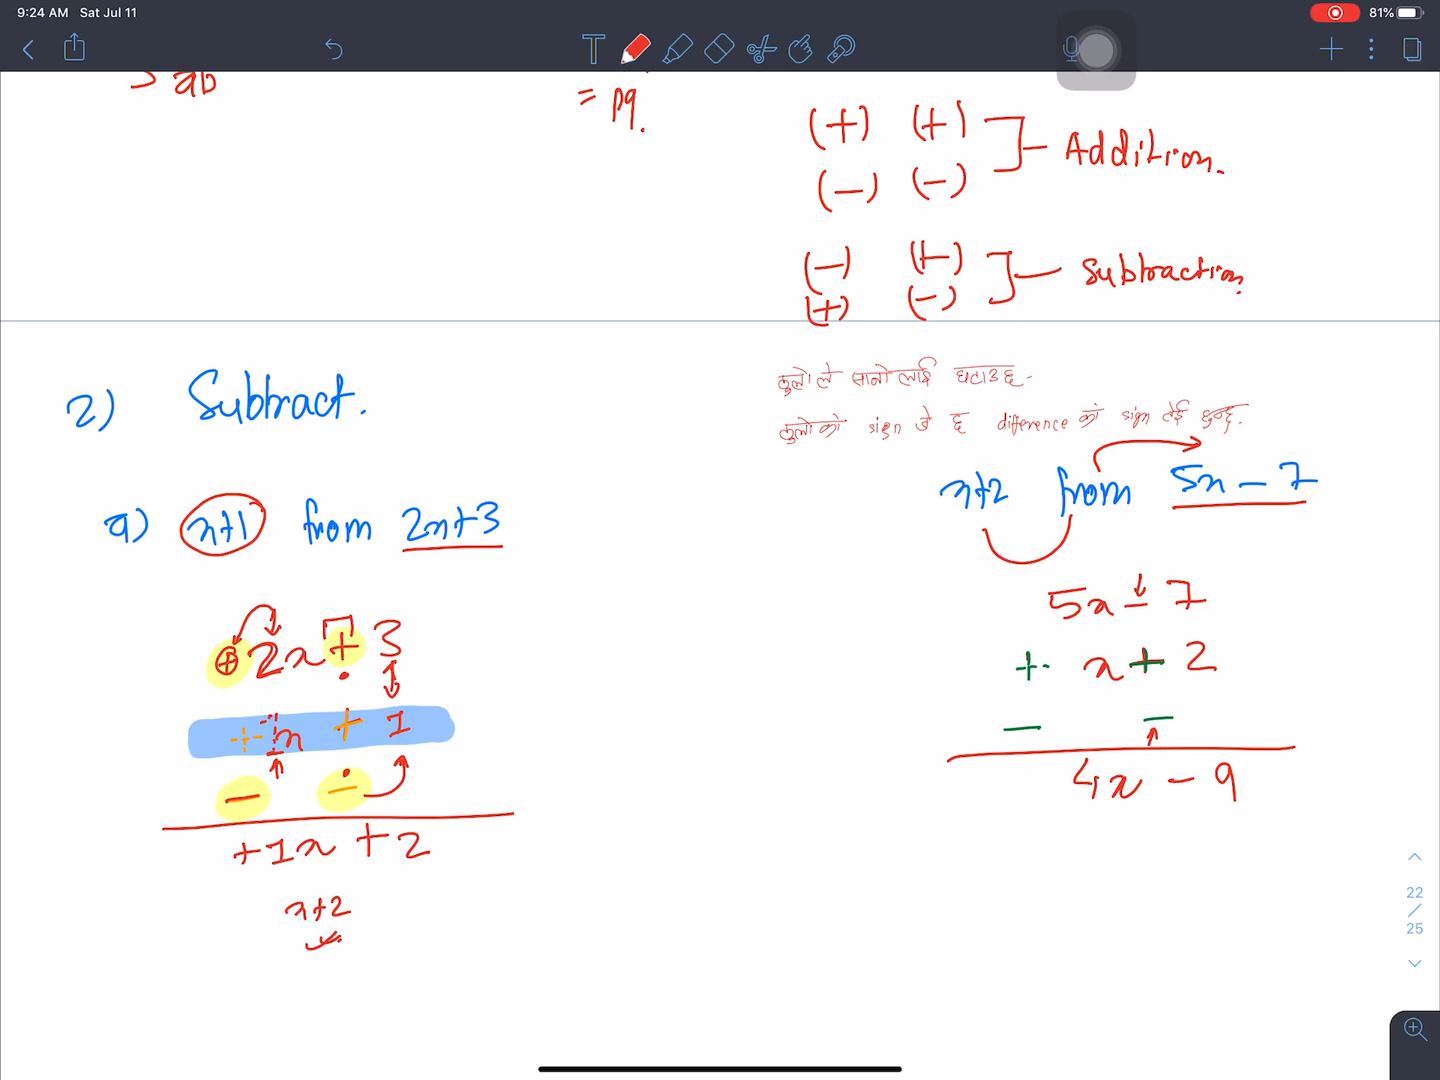 9:24 AM Sat Jul 11
81%
> ab
= pq.
(+) (+)
(-) (-)
Addition.
(-) (+)
(+) (-)
Subtraction.
ठुलो ले सानो लाई घटाउछ.
ठुलो को sign जे छ difference को sign तेई हुन्छ.
2) Subtract.
a) x+1 from 2x+3
+ 2x + 3
+ x + 1
- -
+1x + 2
x+2
x+2 from 5x - 7
5x - 7
+ x + 2
- -
4x - 9
22
/
25